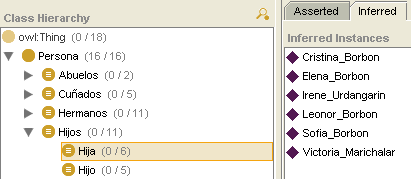 Class Hierarchy
owl:Thing (0 / 18)
Persona (16 / 16)
Abuelos (0 / 2)
Cuñados (0 / 5)
Hermanos (0 / 11)
Hijos (0 / 11)
Hija (0 / 6)
Hijo (0 / 5)
Asserted
Inferred
Inferred Instances
Cristina_Borbon
Elena_Borbon
Irene_Urdangarin
Leonor_Borbon
Sofia_Borbon
Victoria_Marichalar